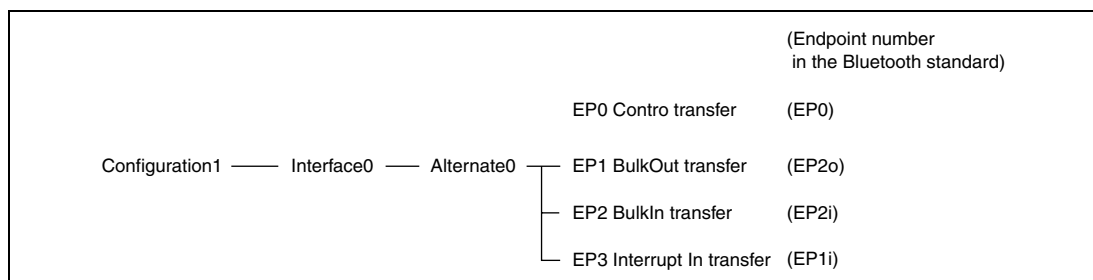 (Endpoint number
in the Bluetooth standard)
EP0 Contro transfer (EP0)
Configuration1 Interface0 Alternate0 EP1 BulkOut transfer (EP2o)
EP2 BulkIn transfer (EP2i)
EP3 Interrupt In transfer (EP1i)